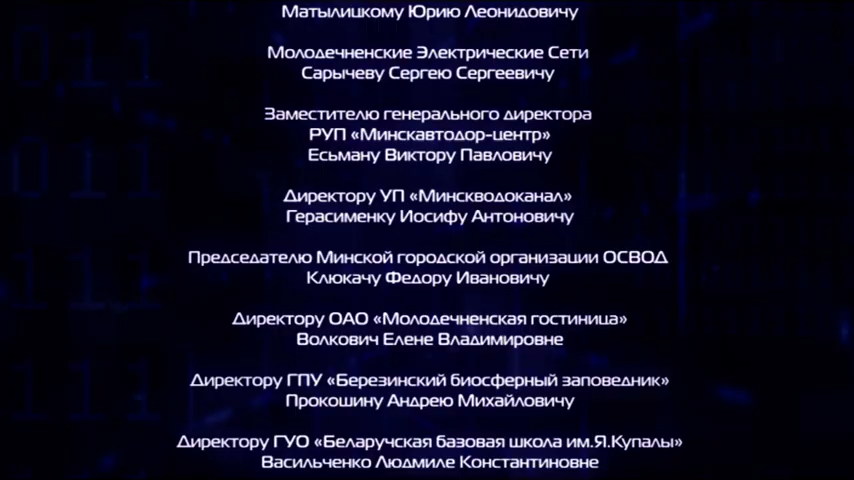 Матылицкому Юрию Леонидовичу
Молодечненские Электрические Сети
Сарычеву Сергею Сергеевичу
Заместителю генерального директора
РУП «Минскавтодор-центр»
Есьману Виктору Павловичу
Директору УП «Минскводоканал»
Герасименку Иосифу Антоновичу
Председателю Минской городской организации ОСВОД
Клюкачу Федору Ивановичу
Директору ОАО «Молодечненская гостиница»
Волкович Елене Владимировне
Директору ГПУ «Березинский биосферный заповедник»
Прокошину Андрею Михайловичу
Директору ГУО «Беларучская базовая школа им.Я.Купалы»
Васильченко Людмиле Константиновне